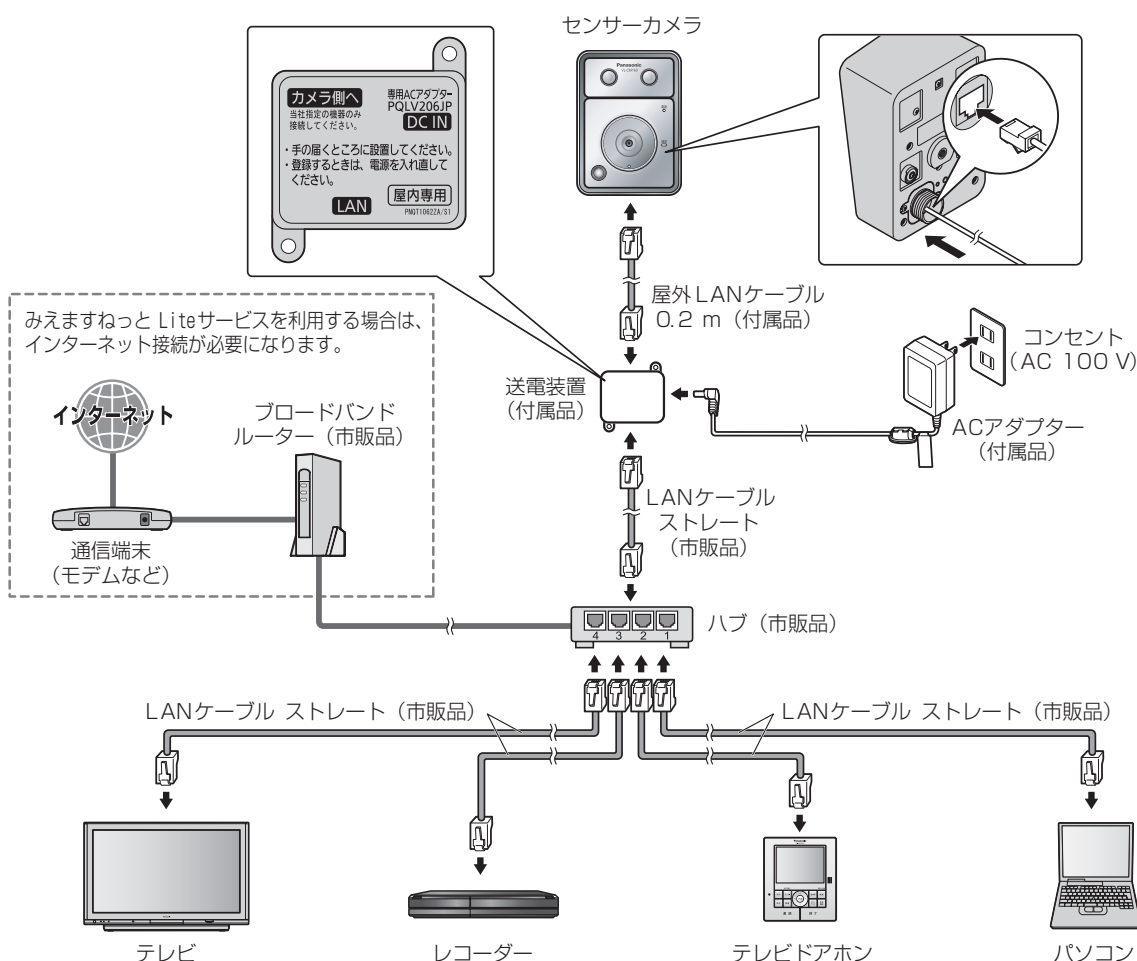 センサーカメラ
カメラ側へ
当社指定の機器のみ
接続してください。
専用ACアダプター
PQLV206JP
DC IN
・手の届くところに設置してください。
・登録するときは、電源を入れ直して
ください。
LAN
屋内専用
PNQT1062ZA/S1
Panasonic
屋外LANケーブル
0.2 m（付属品）
コンセント
（AC 100 V）
送電装置
（付属品）
ACアダプター
（付属品）
みえますねっと Liteサービスを利用する場合は、
インターネット接続が必要になります。
インターネット
ブロードバンド
ルーター（市販品）
通信端末
（モデムなど）
LANケーブル
ストレート
（市販品）
ハブ（市販品）
4 3 2 1
LANケーブル ストレート（市販品）
LANケーブル ストレート（市販品）
テレビ
レコーダー
テレビドアホン
パソコン